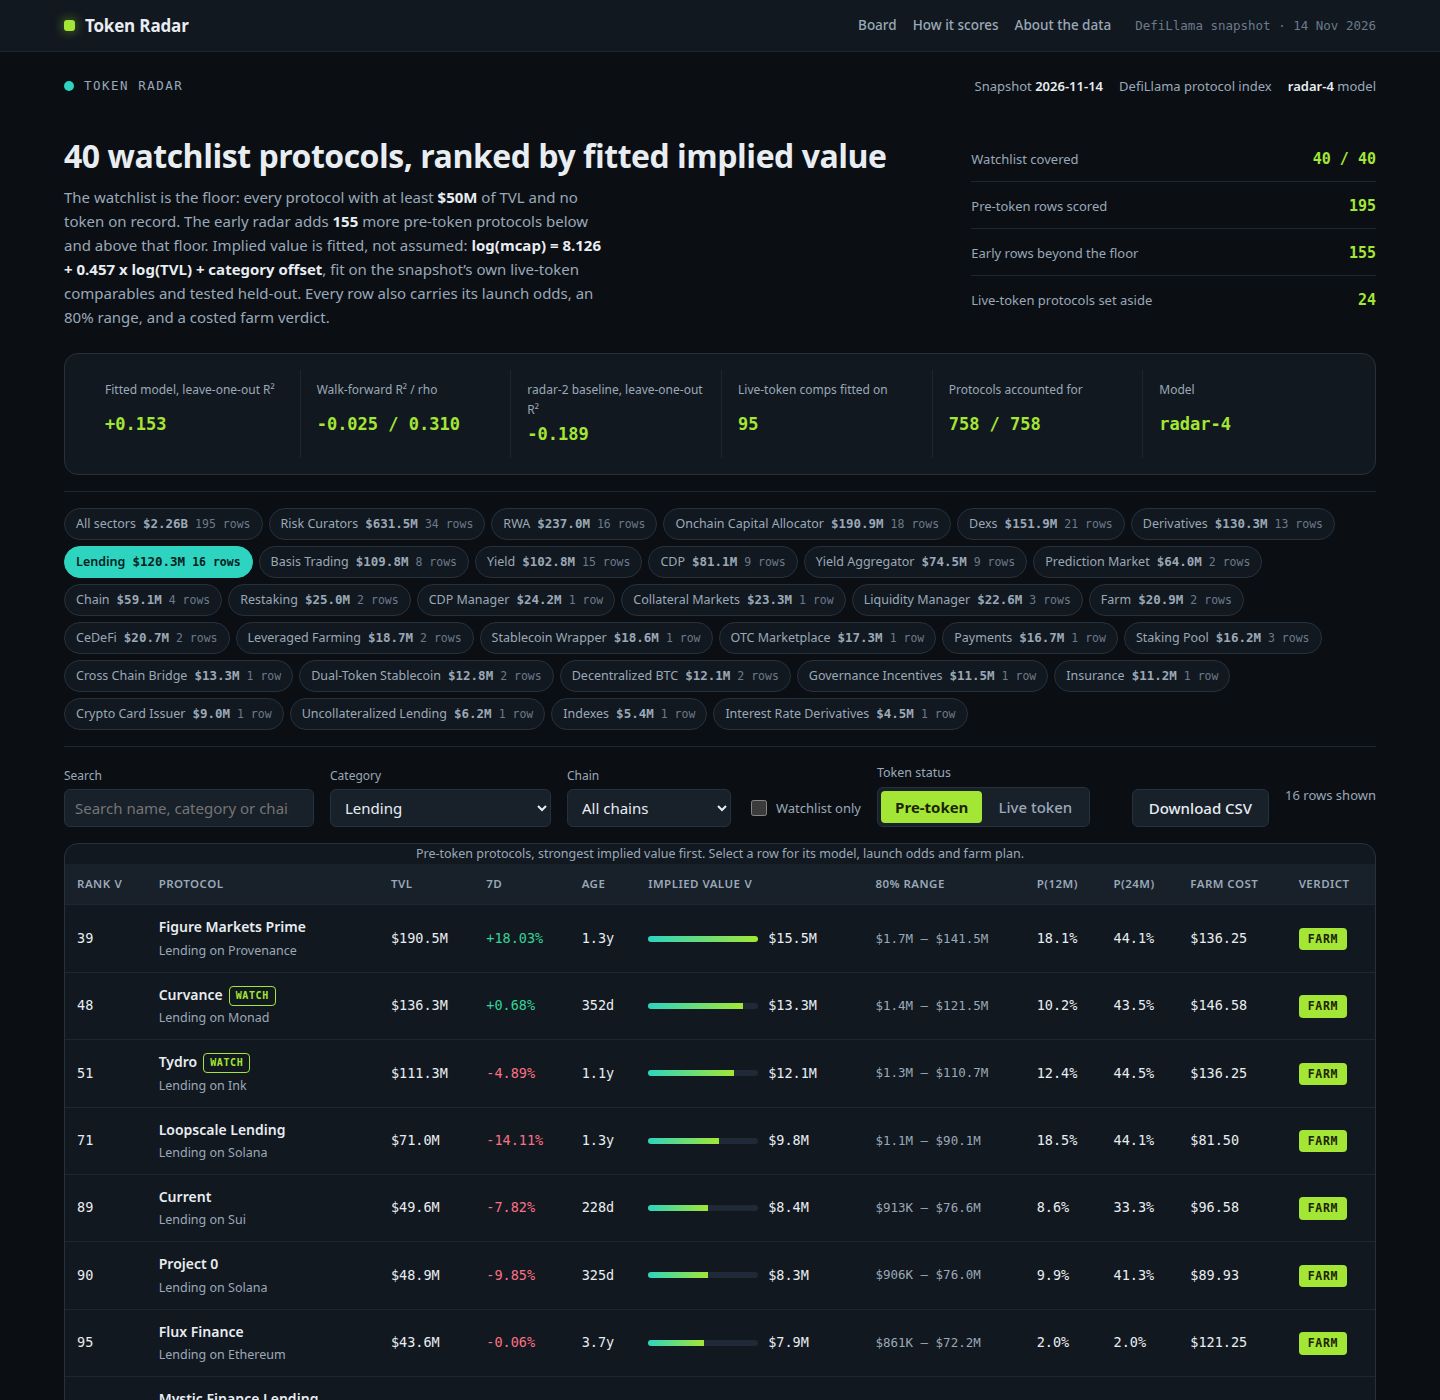 Token Radar
Board How it scores About the data DefiLlama snapshot · 14 Nov 2026
TOKEN RADAR
Snapshot 2026-11-14 DefiLlama protocol index radar-4 model
40 watchlist protocols, ranked by fitted implied value
The watchlist is the floor: every protocol with at least $50M of TVL and no
token on record. The early radar adds 155 more pre-token protocols below
and above that floor. Implied value is fitted, not assumed: log(mcap) = 8.126
+ 0.457 x log(TVL) + category offset, fit on the snapshot’s own live-token
comparables and tested held-out. Every row also carries its launch odds, an
80% range, and a costed farm verdict.
Watchlist covered 40 / 40
Pre-token rows scored 195
Early rows beyond the floor 155
Live-token protocols set aside 24
Fitted model, leave-one-out R²
+0.153
Walk-forward R² / rho
-0.025 / 0.310
radar-2 baseline, leave-one-out
R²
-0.189
Live-token comps fitted on
95
Protocols accounted for
758 / 758
Model
radar-4
All sectors $2.26B 195 rows Risk Curators $631.5M 34 rows RWA $237.0M 16 rows Onchain Capital Allocator $190.9M 18 rows Dexs $151.9M 21 rows Derivatives $130.3M 13 rows
Lending $120.3M 16 rows Basis Trading $109.8M 8 rows Yield $102.8M 15 rows CDP $81.1M 9 rows Yield Aggregator $74.5M 9 rows Prediction Market $64.0M 2 rows
Chain $59.1M 4 rows Restaking $25.0M 2 rows CDP Manager $24.2M 1 row Collateral Markets $23.3M 1 row Liquidity Manager $22.6M 3 rows Farm $20.9M 2 rows
CeDeFi $20.7M 2 rows Leveraged Farming $18.7M 2 rows Stablecoin Wrapper $18.6M 1 row OTC Marketplace $17.3M 1 row Payments $16.7M 1 row Staking Pool $16.2M 3 rows
Cross Chain Bridge $13.3M 1 row Dual-Token Stablecoin $12.8M 2 rows Decentralized BTC $12.1M 2 rows Governance Incentives $11.5M 1 row Insurance $11.2M 1 row
Crypto Card Issuer $9.0M 1 row Uncollateralized Lending $6.2M 1 row Indexes $5.4M 1 row Interest Rate Derivatives $4.5M 1 row
Search Category Chain Token status
Search name, category or chai Lending All chains Watchlist only Pre-token Live token Download CSV 16 rows shown
Pre-token protocols, strongest implied value first. Select a row for its model, launch odds and farm plan.
RANK V PROTOCOL TVL 7D AGE IMPLIED VALUE V 80% RANGE P(12M) P(24M) FARM COST VERDICT
39 Figure Markets Prime $190.5M +18.03% 1.3y $15.5M $1.7M – $141.5M 18.1% 44.1% $136.25 FARM
Lending on Provenance
48 Curvance WATCH $136.3M +0.68% 352d $13.3M $1.4M – $121.5M 10.2% 43.5% $146.58 FARM
Lending on Monad
51 Tydro WATCH $111.3M -4.89% 1.1y $12.1M $1.3M – $110.7M 12.4% 44.5% $136.25 FARM
Lending on Ink
71 Loopscale Lending $71.0M -14.11% 1.3y $9.8M $1.1M – $90.1M 18.5% 44.1% $81.50 FARM
Lending on Solana
89 Current $49.6M -7.82% 228d $8.4M $913K – $76.6M 8.6% 33.3% $96.58 FARM
Lending on Sui
90 Project 0 $48.9M -9.85% 325d $8.3M $906K – $76.0M 9.9% 41.3% $89.93 FARM
Lending on Solana
95 Flux Finance $43.6M -0.06% 3.7y $7.9M $861K – $72.2M 2.0% 2.0% $121.25 FARM
Lending on Ethereum
Mystic Finance Lending